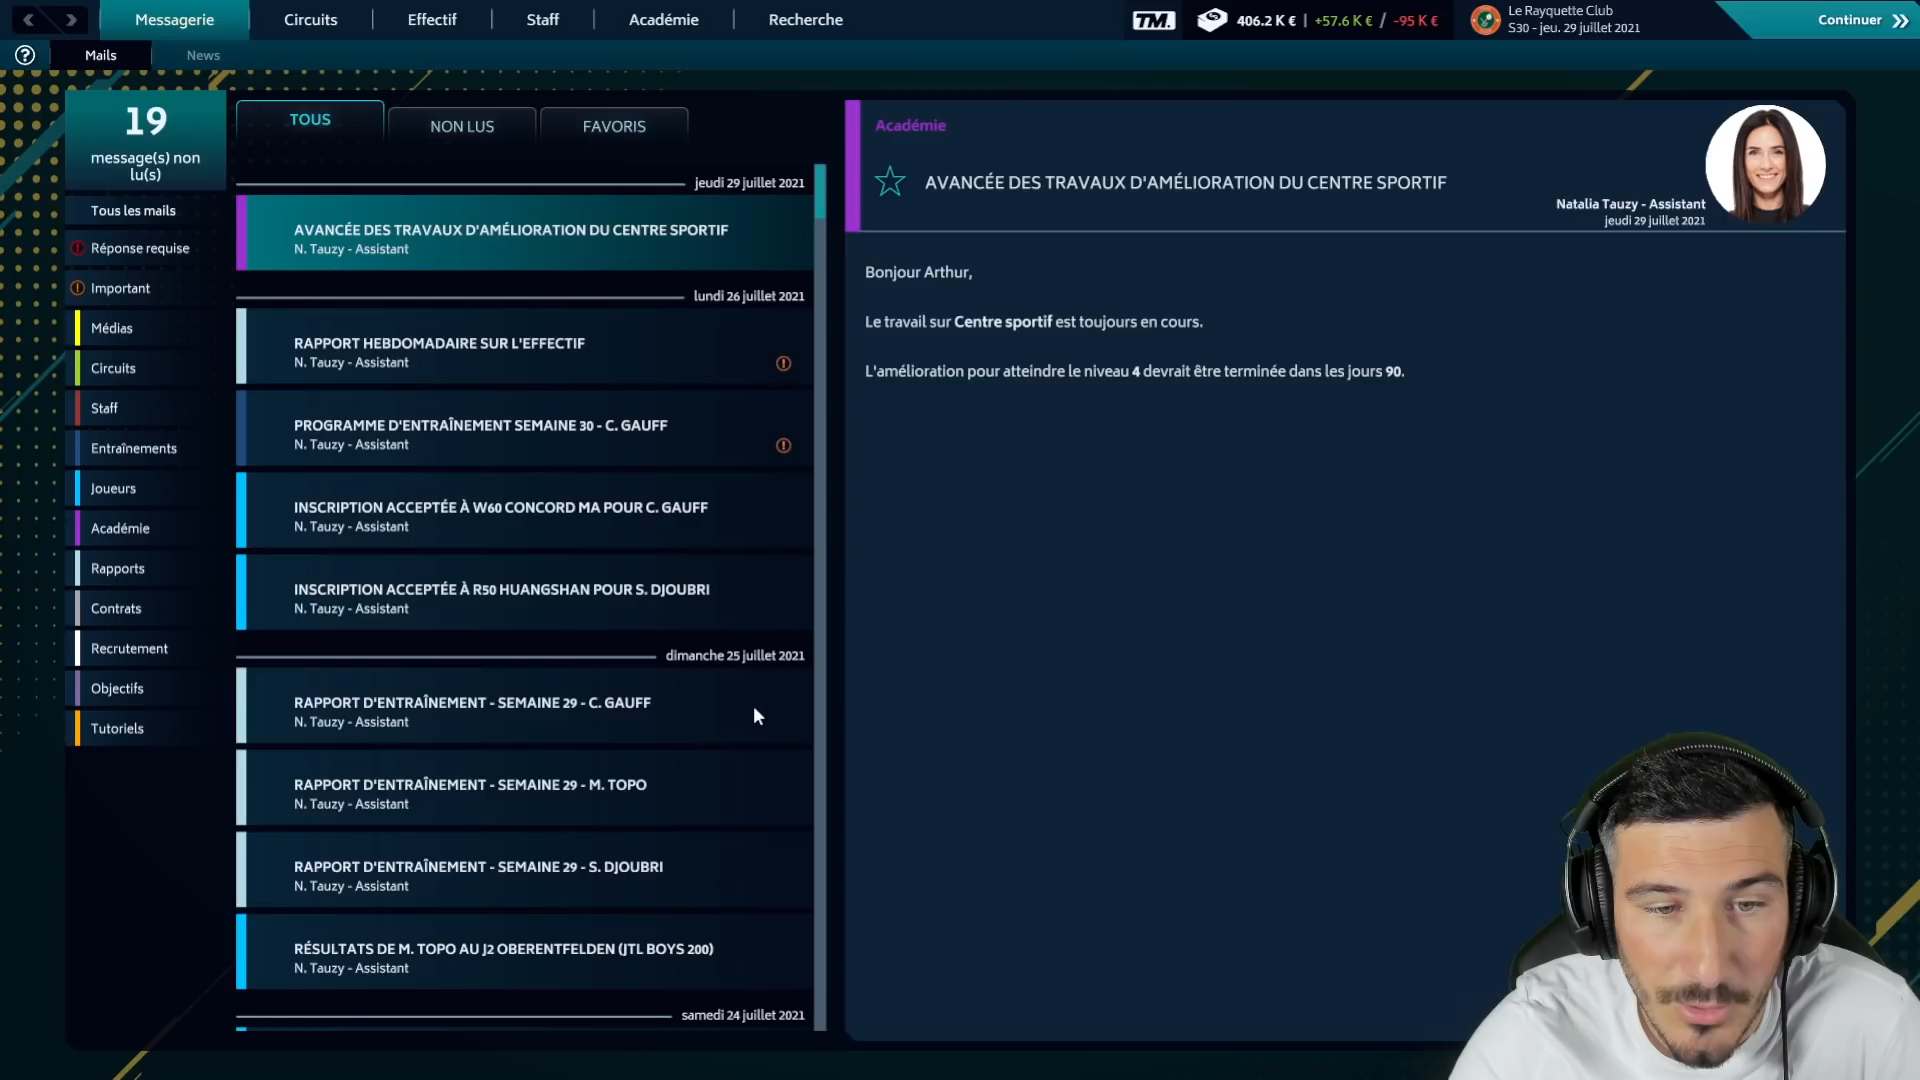 Messagerie
Circuits
Effectif
Staff
Académie
Recherche
TM.
406.2 K € | +57.6 K € / -95 K €
Le Rayquette Club
S30 - jeu. 29 juillet 2021
Continuer
Mails
News
19
message(s) non
lu(s)
Tous les mails
Réponse requise
Important
Médias
Circuits
Staff
Entraînements
Joueurs
Académie
Rapports
Contrats
Recrutement
Objectifs
Tutoriels
TOUS
NON LUS
FAVORIS
jeudi 29 juillet 2021
AVANCÉE DES TRAVAUX D'AMÉLIORATION DU CENTRE SPORTIF
N. Tauzy - Assistant
lundi 26 juillet 2021
RAPPORT HEBDOMADAIRE SUR L'EFFECTIF
N. Tauzy - Assistant
PROGRAMME D'ENTRAÎNEMENT SEMAINE 30 - C. GAUFF
N. Tauzy - Assistant
INSCRIPTION ACCEPTÉE À W60 CONCORD MA POUR C. GAUFF
N. Tauzy - Assistant
INSCRIPTION ACCEPTÉE À R50 HUANGSHAN POUR S. DJOUBRI
N. Tauzy - Assistant
dimanche 25 juillet 2021
RAPPORT D'ENTRAÎNEMENT - SEMAINE 29 - C. GAUFF
N. Tauzy - Assistant
RAPPORT D'ENTRAÎNEMENT - SEMAINE 29 - M. TOPO
N. Tauzy - Assistant
RAPPORT D'ENTRAÎNEMENT - SEMAINE 29 - S. DJOUBRI
N. Tauzy - Assistant
RÉSULTATS DE M. TOPO AU J2 OBERENTFELDEN (JTL BOYS 200)
N. Tauzy - Assistant
samedi 24 juillet 2021
Académie
AVANCÉE DES TRAVAUX D'AMÉLIORATION DU CENTRE SPORTIF
Natalia Tauzy - Assistant
jeudi 29 juillet 2021
Bonjour Arthur,
Le travail sur Centre sportif est toujours en cours.
L'amélioration pour atteindre le niveau 4 devrait être terminée dans les jours 90.